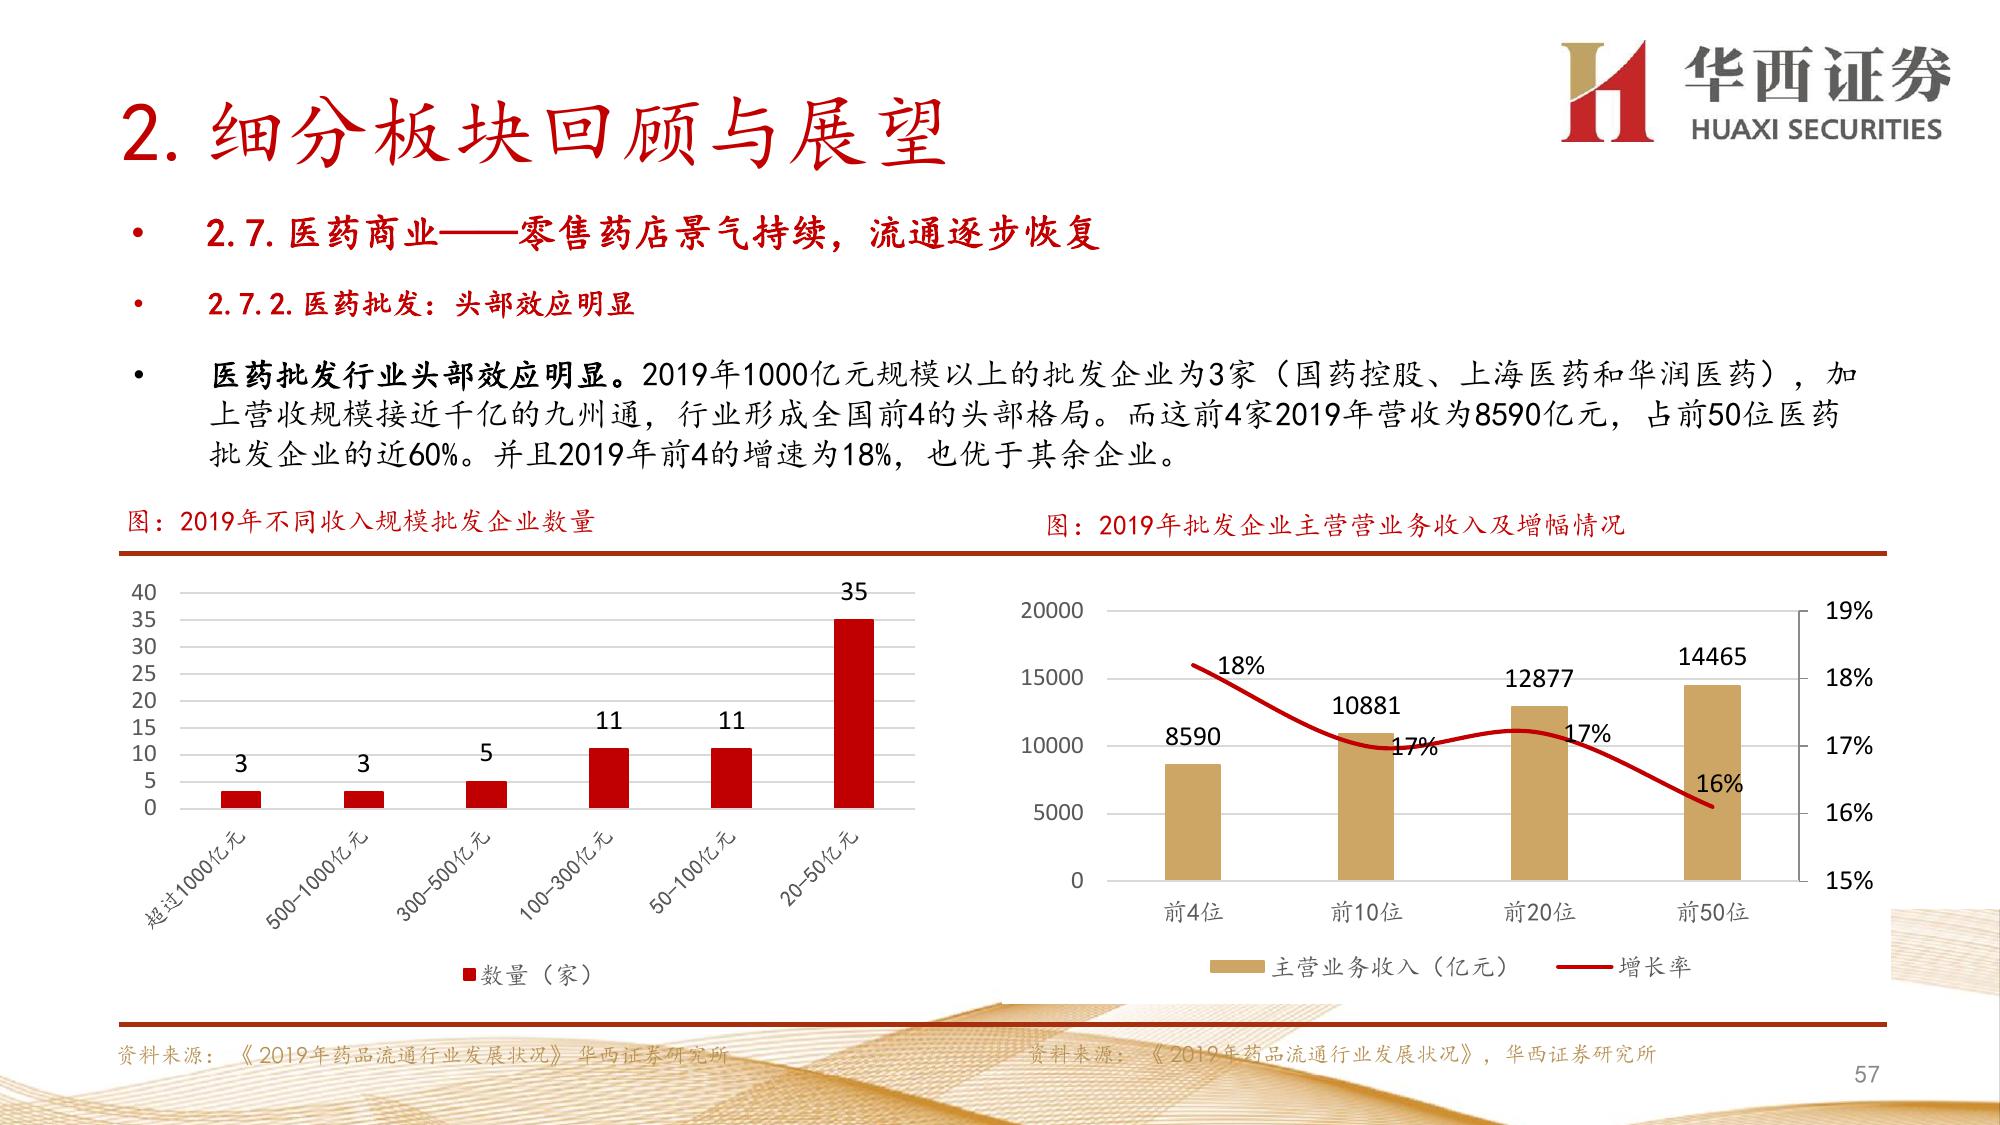 华西证券
HUAXI SECURITIES
2. 细分板块回顾与展望
• 2.7. 医药商业——零售药店景气持续，流通逐步恢复
• 2.7.2. 医药批发：头部效应明显
• 医药批发行业头部效应明显。2019年1000亿元规模以上的批发企业为3家（国药控股、上海医药和华润医药），加
上营收规模接近千亿的九州通，行业形成全国前4的头部格局。而这前4家2019年营收为8590亿元，占前50位医药
批发企业的近60%。并且2019年前4的增速为18%，也优于其余企业。
图：2019年不同收入规模批发企业数量
40
35
30
25
20
15
10
5
0
3
3
5
11
11
35
超过1000亿元
500-1000亿元
300-500亿元
100-300亿元
50-100亿元
20-50亿元
数量（家）
图：2019年批发企业主营营业务收入及增幅情况
20000
15000
10000
5000
0
8590
10881
12877
14465
18%
17%
17%
16%
19%
18%
17%
16%
15%
前4位
前10位
前20位
前50位
主营业务收入（亿元）
增长率
资料来源：《2019年药品流通行业发展状况》 华西证券研究所
资料来源：《2019年药品流通行业发展状况》，华西证券研究所
57